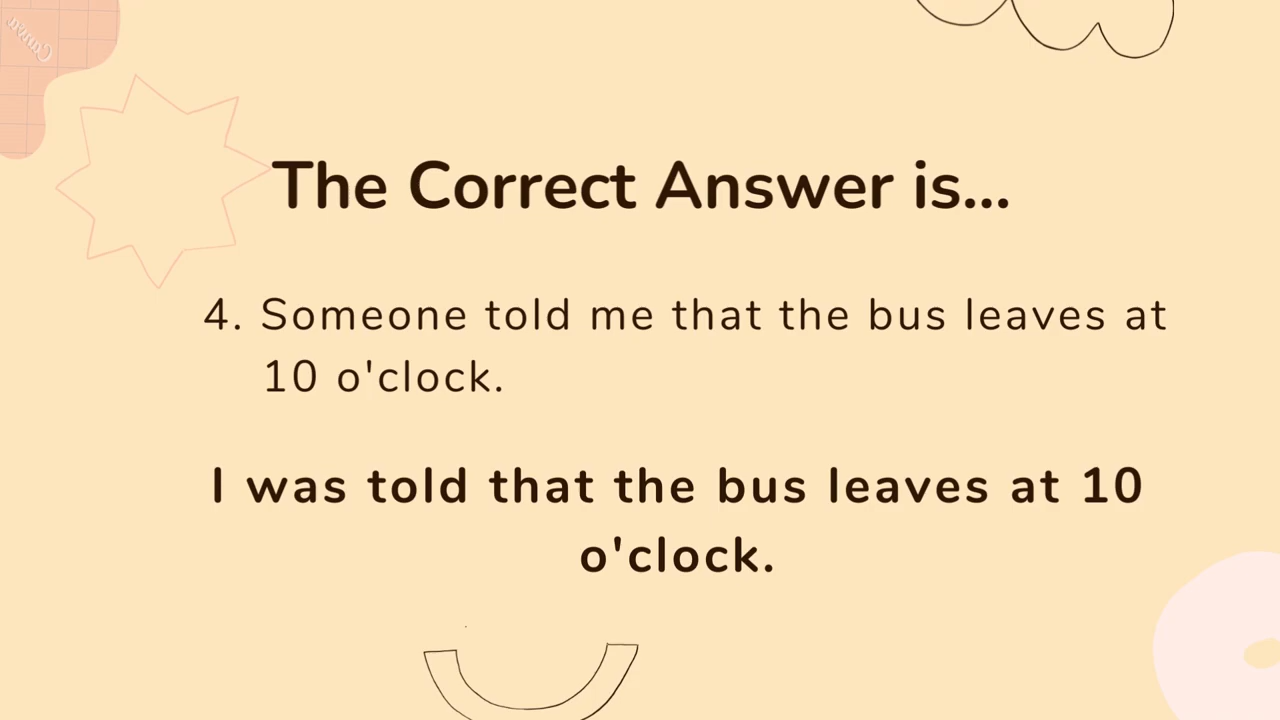 Canva
The Correct Answer is...
4. Someone told me that the bus leaves at
10 o'clock.
I was told that the bus leaves at 10
o'clock.